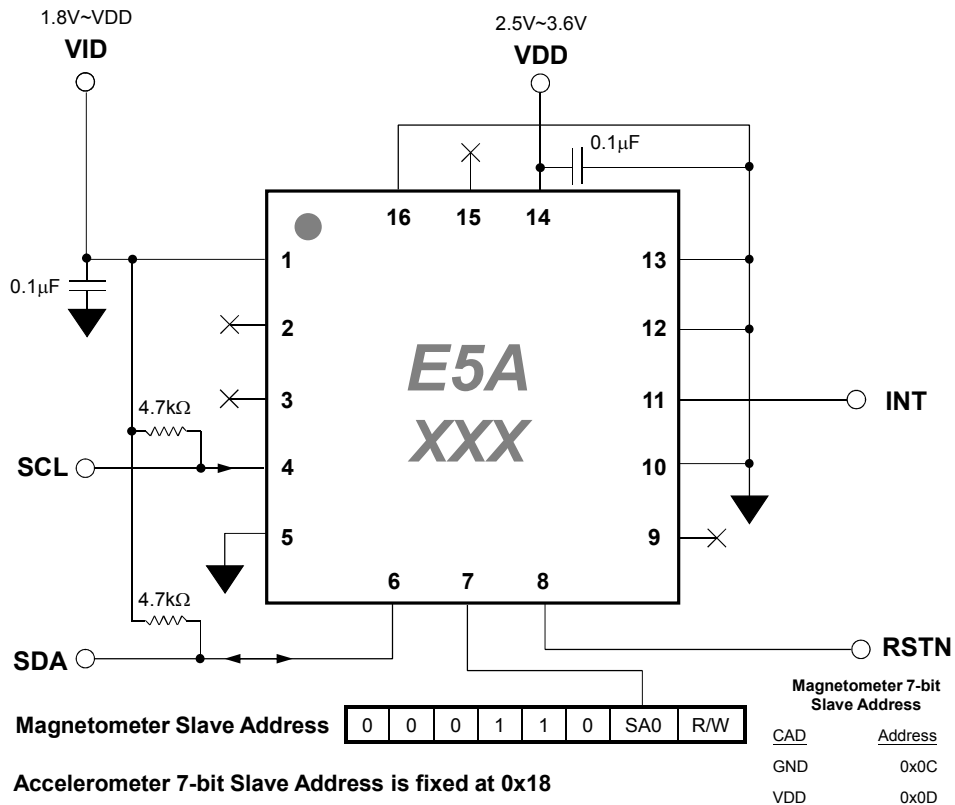 1.8V~VDD
VID
2.5V~3.6V
VDD
0.1μF
16 15 14
1
13
0.1μF
2
12
E5A
XXX
3
11
INT
4.7kΩ
SCL
4
10
5
9
6 7 8
4.7kΩ
SDA
RSTN
Magnetometer 7-bit
Slave Address
Magnetometer Slave Address 0 0 0 1 1 0 SA0 R/W
CAD Address
GND 0x0C
VDD 0x0D
Accelerometer 7-bit Slave Address is fixed at 0x18